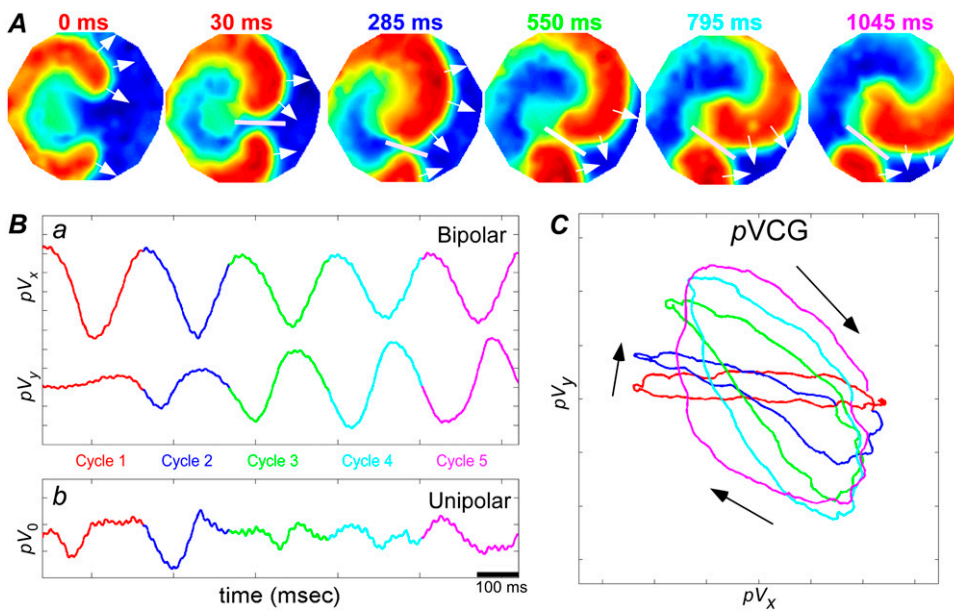 A
0 ms
30 ms
285 ms
550 ms
795 ms
1045 ms
B
a
Bipolar
pVx
pVy
Cycle 1
Cycle 2
Cycle 3
Cycle 4
Cycle 5
b
Unipolar
pV0
time (msec)
100 ms
C
pVCG
pVy
pVx